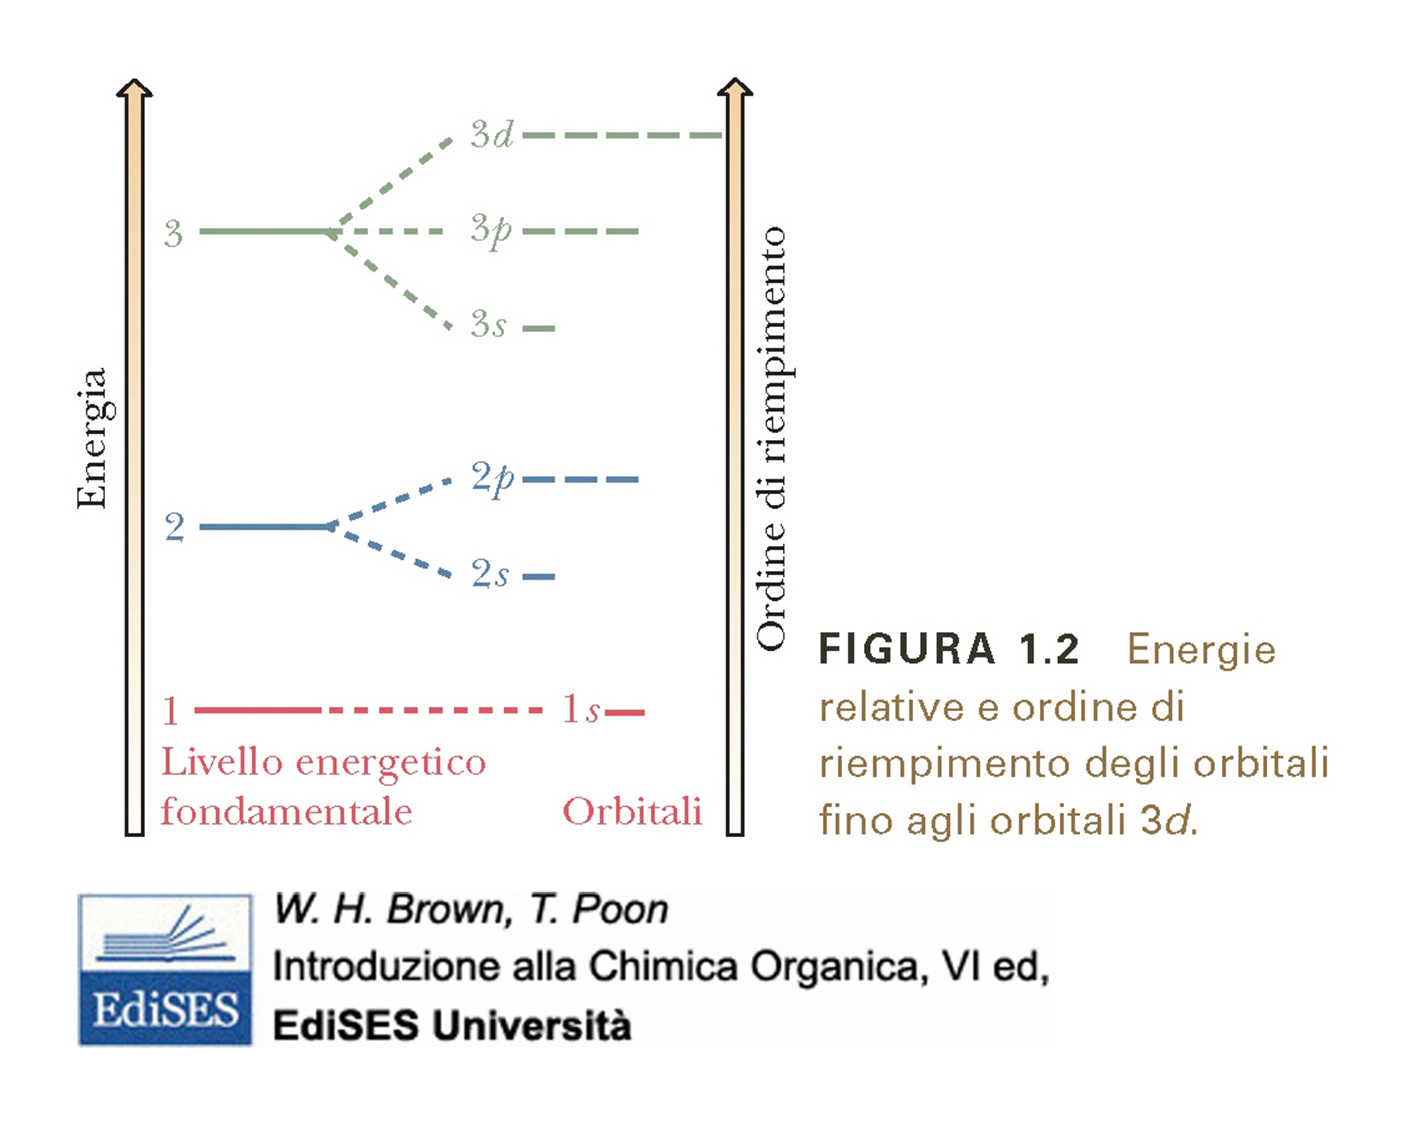 Energia
3
3d
3p
3s
2
2p
2s
1
1s
Livello energetico
fondamentale
Orbitali
Ordine di riempimento
FIGURA 1.2 Energie
relative e ordine di
riempimento degli orbitali
fino agli orbitali 3d.
EdiSES
W. H. Brown, T. Poon
Introduzione alla Chimica Organica, VI ed,
EdiSES Università